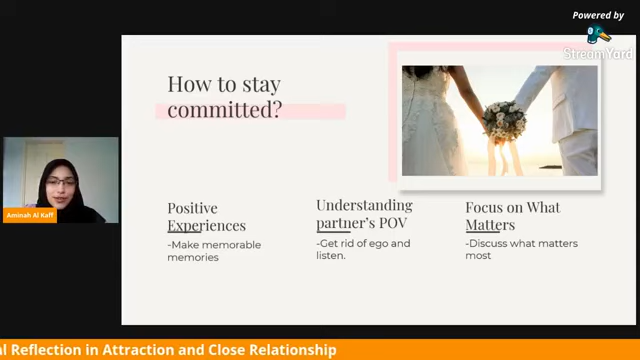 Powered by
StreamYard
How to stay
committed?
Positive
Experiences
-Make memorable
memories
Understanding
partner's POV
-Get rid of ego and
listen.
Focus on What
Matters
-Discuss what matters
most
Aminah Al Kaff
al Reflection in Attraction and Close Relationship